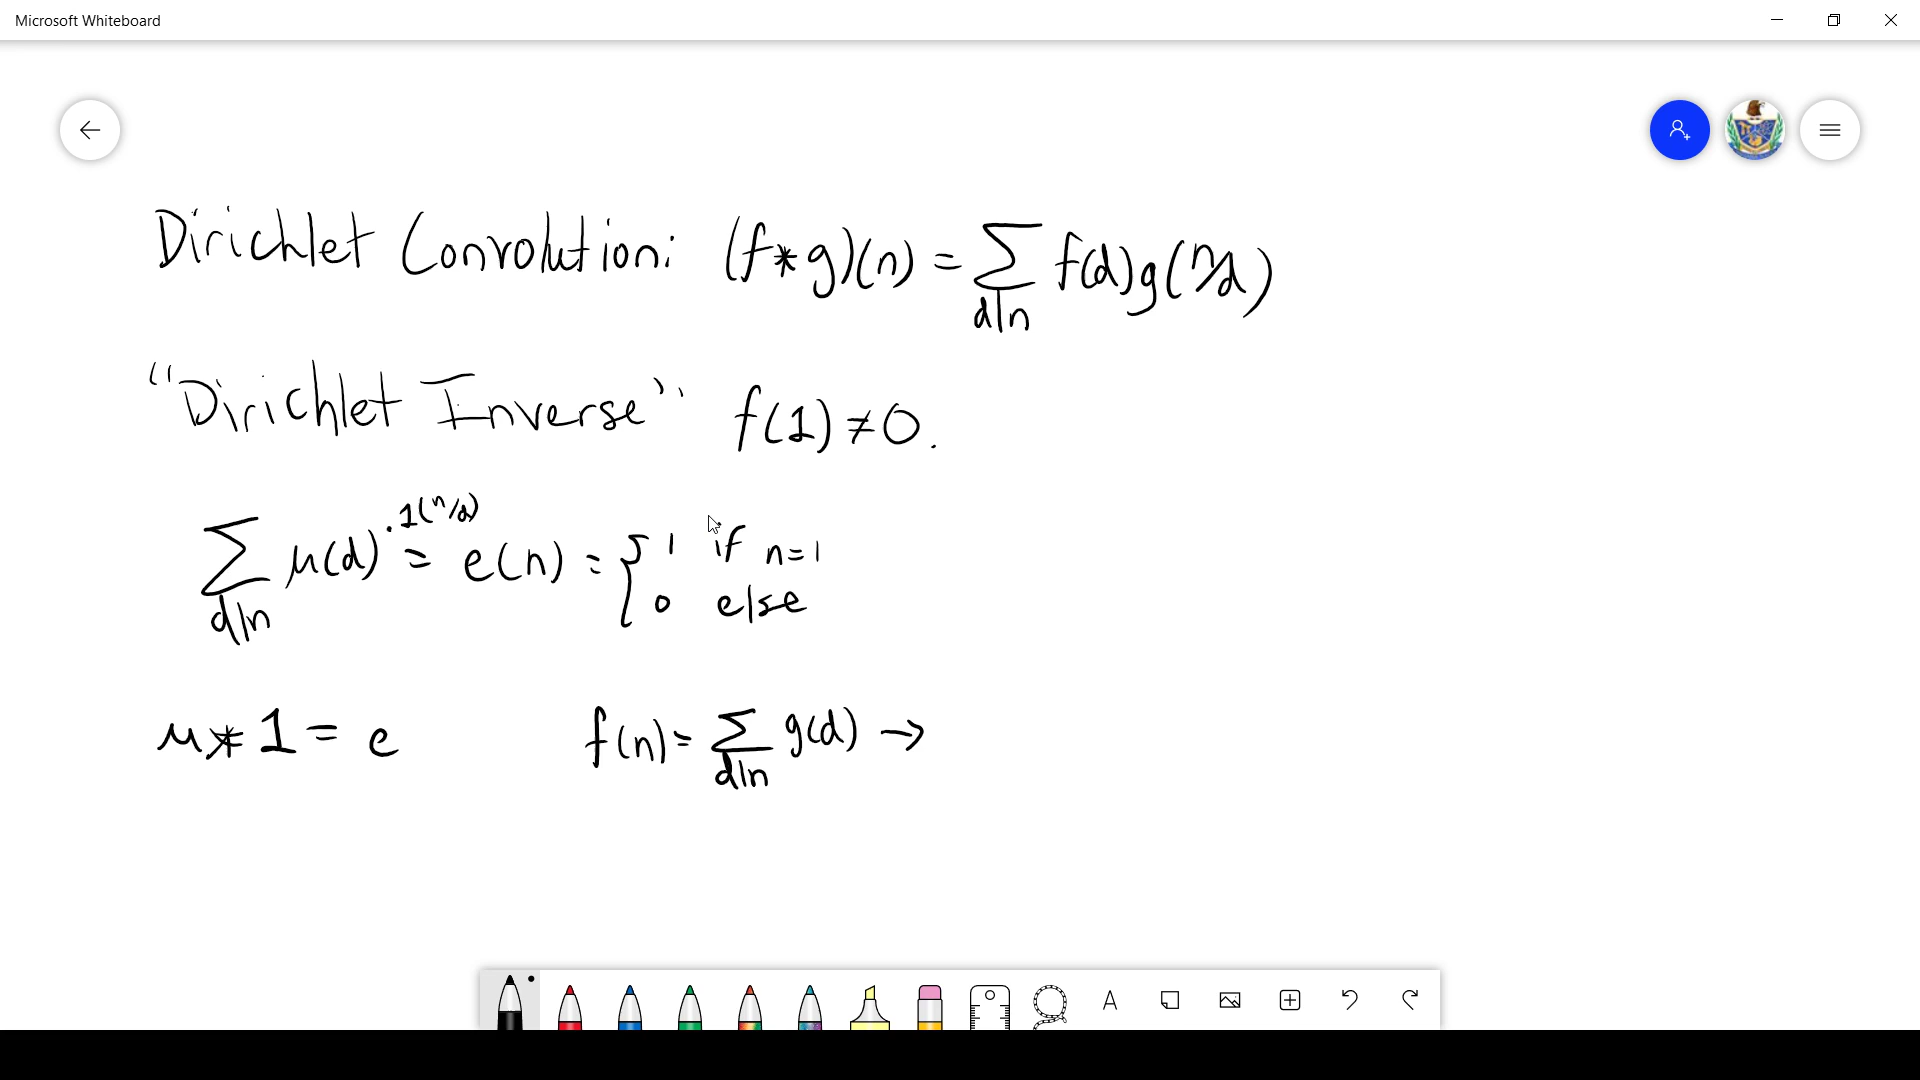 Microsoft Whiteboard
Dirichlet Convolution: (f*g)(n) = ∑_{d|n} f(d)g(n/d)
"Dirichlet Inverse" f(1)≠0.
∑_{d|n} μ(d)·1(n/d) = e(n) = { 1 if n=1
0 else
μ*1 = e f(n) = ∑_{d|n} g(d) →